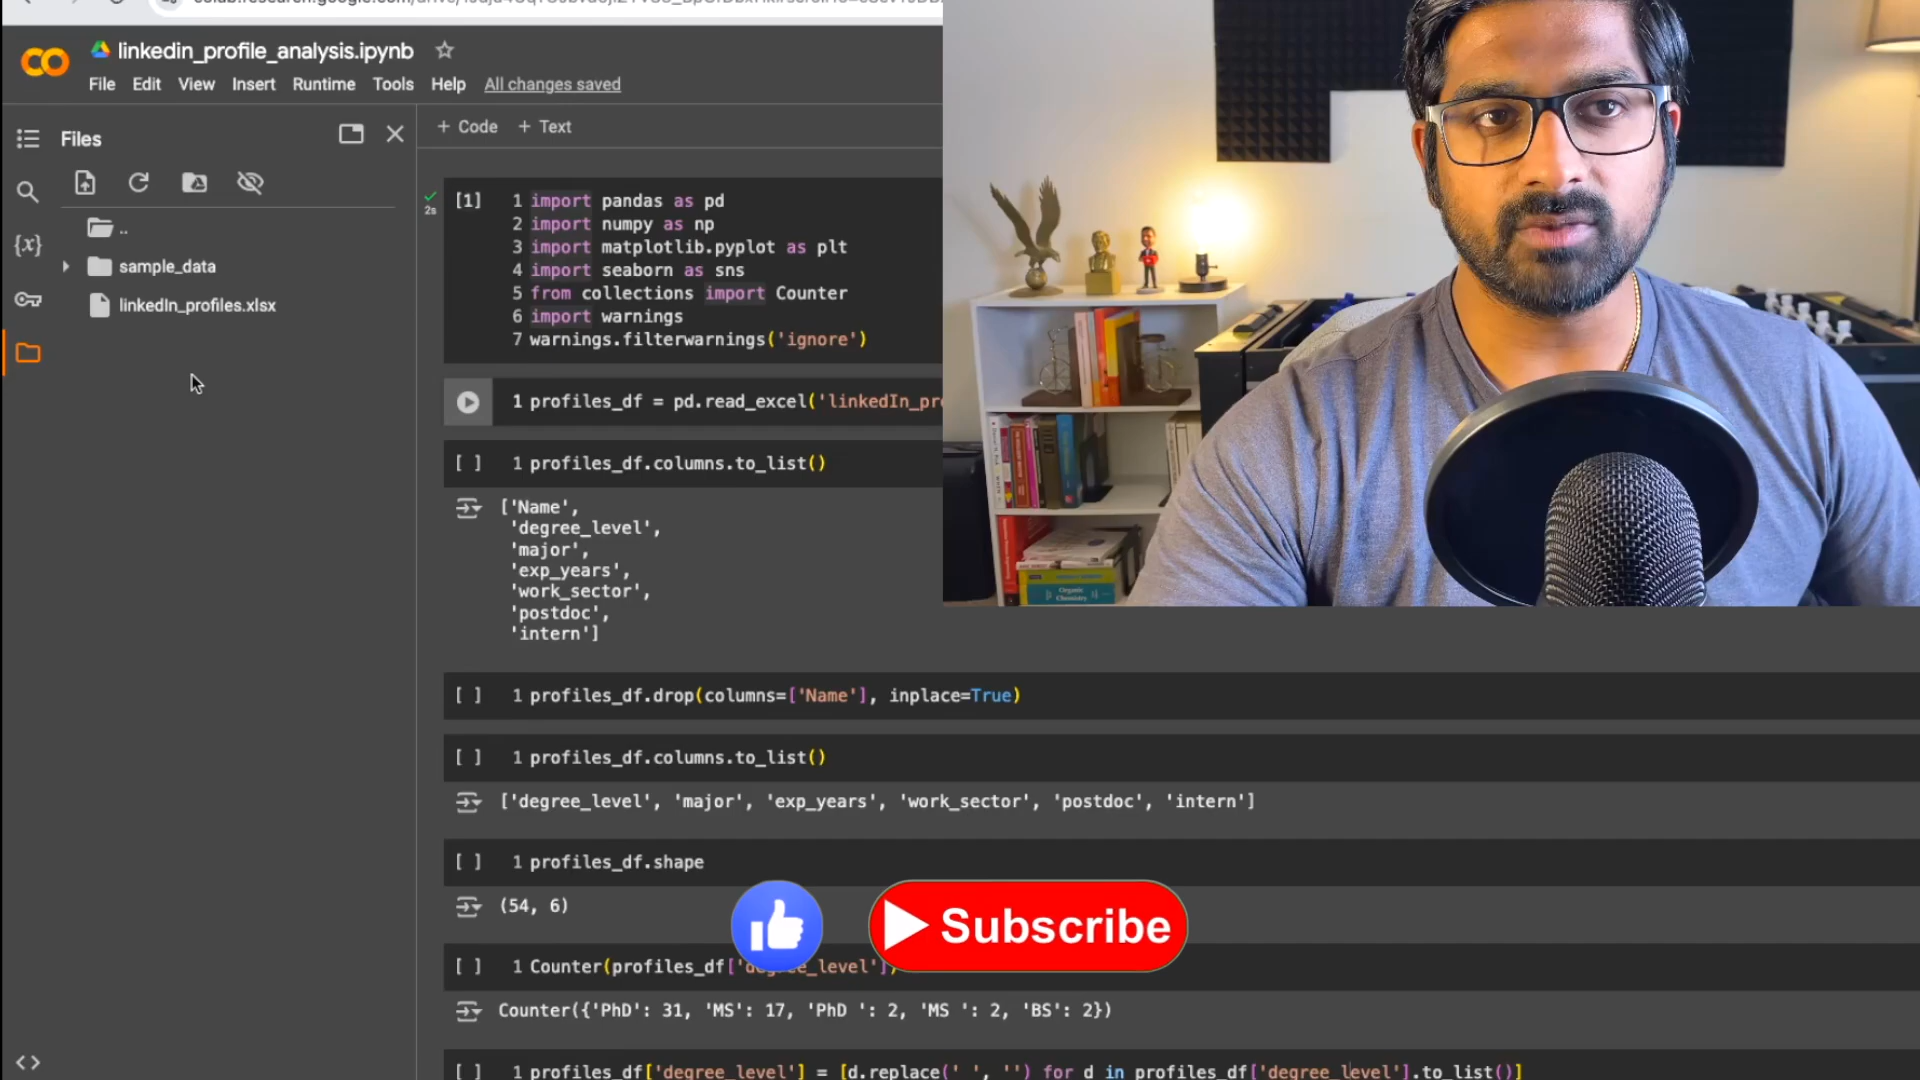 linkedin_profile_analysis.ipynb
File Edit View Insert Runtime Tools Help All changes saved
Files
+ Code + Text
..
sample_data
linkedIn_profiles.xlsx
{x}
2s
[1] 1 import pandas as pd
2 import numpy as np
3 import matplotlib.pyplot as plt
4 import seaborn as sns
5 from collections import Counter
6 import warnings
7 warnings.filterwarnings('ignore')
1 profiles_df = pd.read_excel('linkedIn_pr
[ ] 1 profiles_df.columns.to_list()
['Name',
'degree_level',
'major',
'exp_years',
'work_sector',
'postdoc',
'intern']
[ ] 1 profiles_df.drop(columns=['Name'], inplace=True)
[ ] 1 profiles_df.columns.to_list()
['degree_level', 'major', 'exp_years', 'work_sector', 'postdoc', 'intern']
[ ] 1 profiles_df.shape
(54, 6)
Subscribe
[ ] 1 Counter(profiles_df['degree_level'])
Counter({'PhD': 31, 'MS': 17, 'PhD ': 2, 'MS ': 2, 'BS': 2})
[ ] 1 profiles_df['degree_level'] = [d.replace(' ', '') for d in profiles_df['degree_level'].to_list()]
Organic
Chemistry